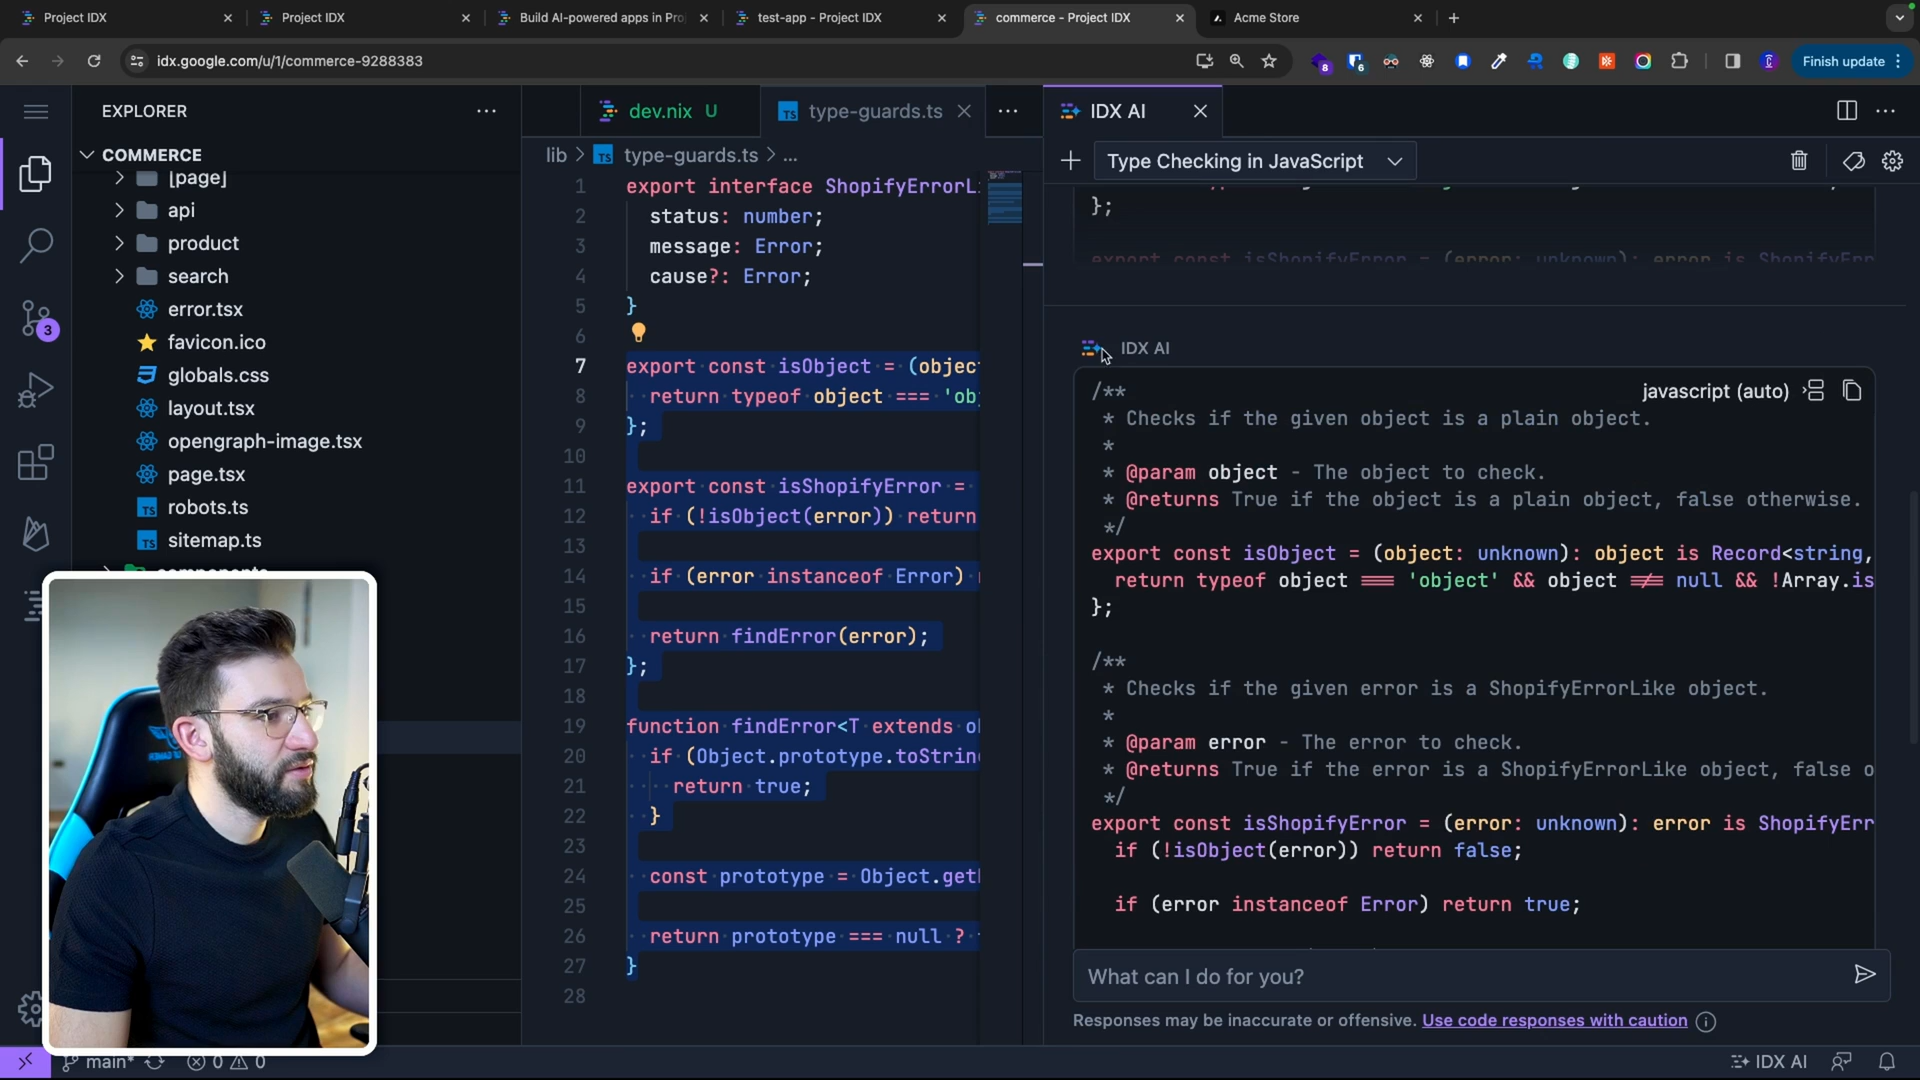 Project IDX
Project IDX
Build AI-powered apps in Pro
test-app - Project IDX
commerce - Project IDX
Acme Store
idx.google.com/u/1/commerce-9288383
8
6
Finish update
EXPLORER
dev.nix U
type-guards.ts
IDX AI
COMMERCE
lib > type-guards.ts > ...
Type Checking in JavaScript
[page]
api
product
search
error.tsx
favicon.ico
globals.css
layout.tsx
opengraph-image.tsx
page.tsx
robots.ts
sitemap.ts
3
1 export interface ShopifyErrorL
2 status: number;
3 message: Error;
4 cause?: Error;
5 }
6
7 export const isObject = (objec
8 return typeof object === 'ob
9 };
10
11 export const isShopifyError =
12 if (!isObject(error)) return
13
14 if (error instanceof Error)
15
16 return findError(error);
17 };
18
19 function findError<T extends o
20 if (Object.prototype.toStrin
21 return true;
22 }
23
24 const prototype = Object.get
25
26 return prototype === null ?
27 }
28
};
export const isShopifyError = (error: unknown): error is ShopifyErr
IDX AI
javascript (auto)
/**
* Checks if the given object is a plain object.
*
* @param object - The object to check.
* @returns True if the object is a plain object, false otherwise.
*/
export const isObject = (object: unknown): object is Record<string,
return typeof object === 'object' && object !== null && !Array.is
};
/**
* Checks if the given error is a ShopifyErrorLike object.
*
* @param error - The error to check.
* @returns True if the error is a ShopifyErrorLike object, false o
*/
export const isShopifyError = (error: unknown): error is ShopifyErr
if (!isObject(error)) return false;
if (error instanceof Error) return true;
What can I do for you?
Responses may be inaccurate or offensive. Use code responses with caution
main*
0
0
IDX AI